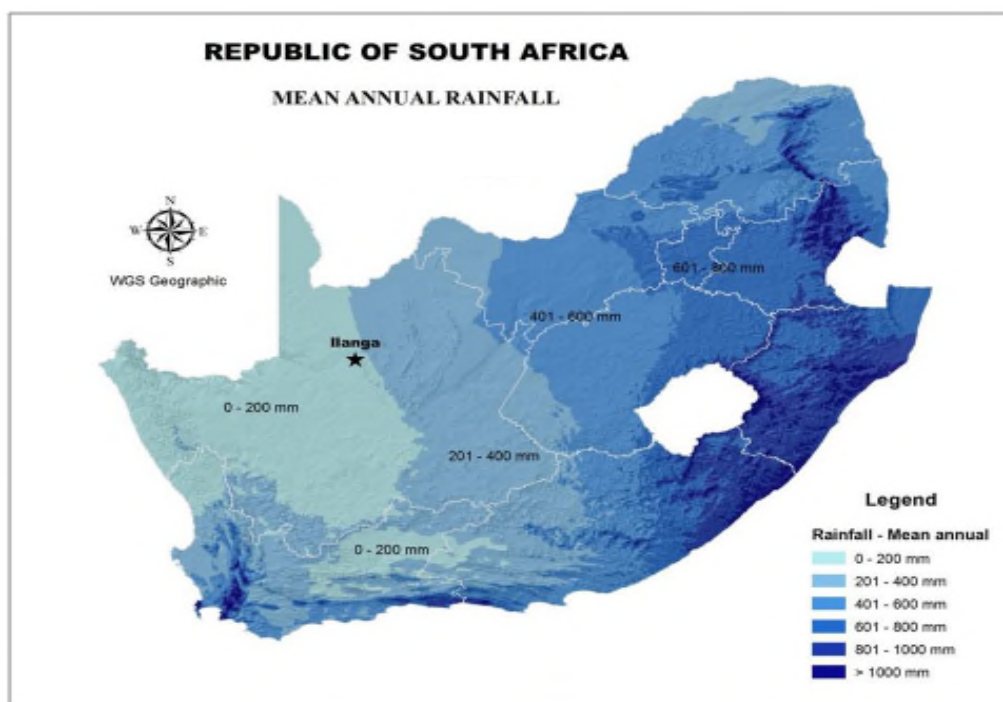 REPUBLIC OF SOUTH AFRICA
MEAN ANNUAL RAINFALL
N
W E
S
WGS Geographic
601 - 800 mm
401 - 600 mm
Ilanga
0 - 200 mm
201 - 400 mm
0 - 200 mm
Legend
Rainfall - Mean annual
0 - 200 mm
201 - 400 mm
401 - 600 mm
601 - 800 mm
801 - 1000 mm
> 1000 mm